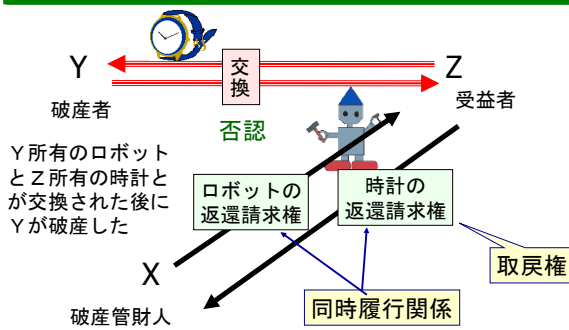 Y
破産者
交
換
Z
受益者
否認
Y所有のロボット
とZ所有の時計と
が交換された後に
Yが破産した
ロボットの
返還請求権
時計の
返還請求権
取戻権
X
破産管財人
同時履行関係